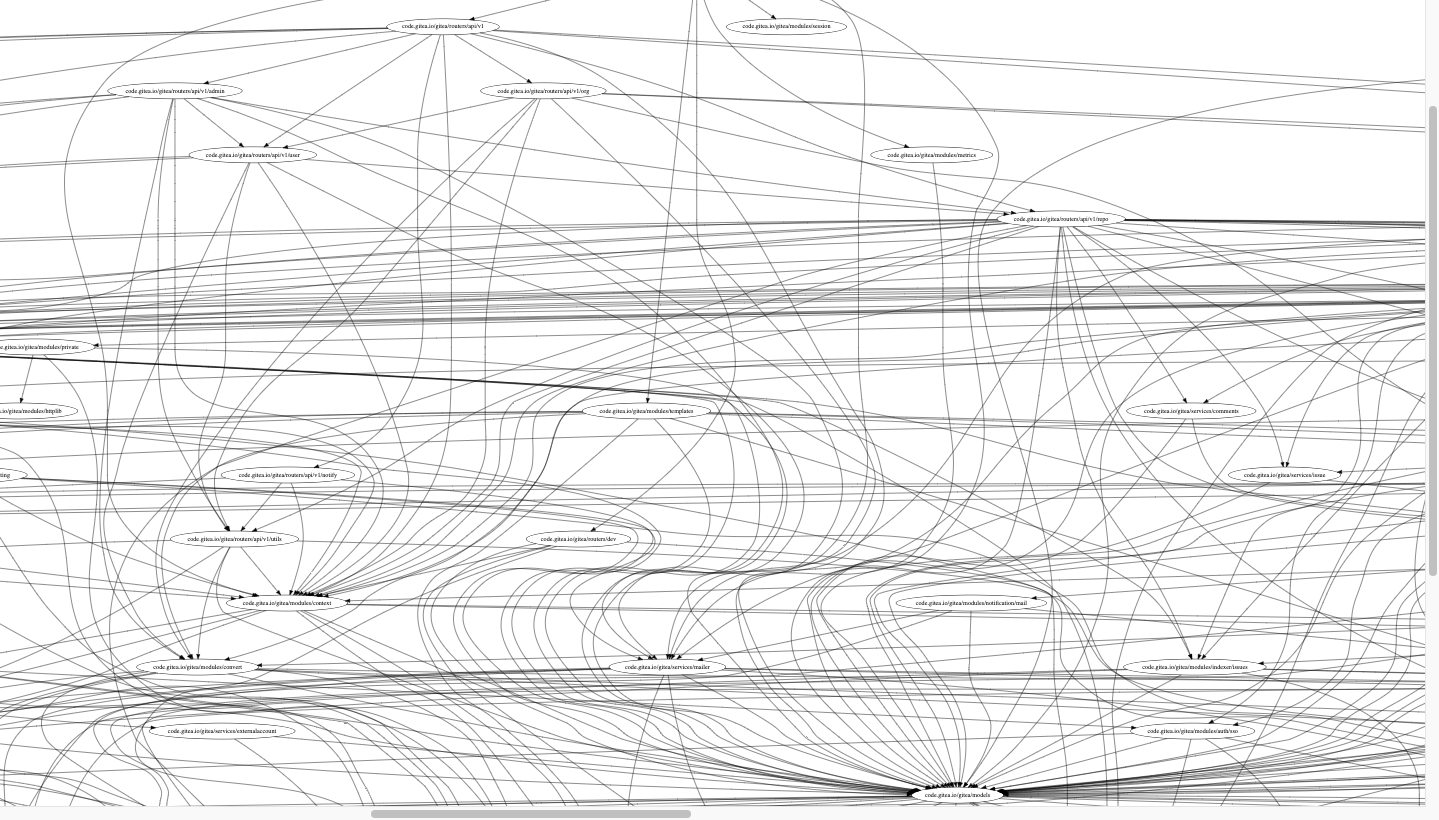 code.gitea.io/gitea/routers/api/v1
code.gitea.io/gitea/modules/session
code.gitea.io/gitea/routers/api/v1/admin
code.gitea.io/gitea/routers/api/v1/org
code.gitea.io/gitea/routers/api/v1/user
code.gitea.io/gitea/modules/metrics
code.gitea.io/gitea/routers/api/v1/repo
e.gitea.io/gitea/modules/private
.io/gitea/modules/httplib
code.gitea.io/gitea/modules/templates
code.gitea.io/gitea/services/comments
ting
code.gitea.io/gitea/routers/api/v1/notify
code.gitea.io/gitea/services/issue
code.gitea.io/gitea/routers/api/v1/utils
code.gitea.io/gitea/routers/dev
code.gitea.io/gitea/modules/context
code.gitea.io/gitea/modules/notification/mail
code.gitea.io/gitea/modules/convert
code.gitea.io/gitea/services/mailer
code.gitea.io/gitea/modules/indexer/issues
code.gitea.io/gitea/services/externalaccount
code.gitea.io/gitea/modules/auth/sso
code.gitea.io/gitea/models